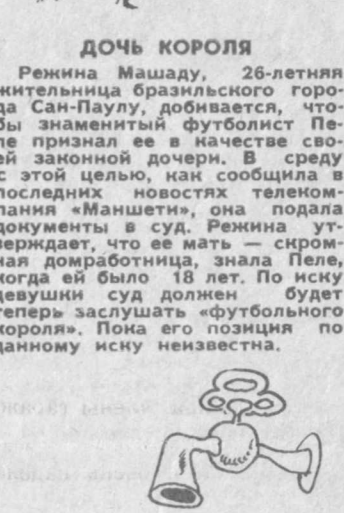 ДОЧЬ КОРОЛЯ
Режина Машаду, 26-летняя
жительница бразильского горо-
да Сан-Паулу, добивается, что-
бы знаменитый футболист Пе-
ле признал ее в качестве сво-
ей законной дочери. В среду
с этой целью, как сообщила в
последних новостях телеком-
пания «Маншети», она подала
документы в суд. Режина ут-
верждает, что ее мать — скром-
ная домработница, знала Пеле,
когда ей было 18 лет. По иску
девушки суд должен будет
теперь заслушать «футбольного
короля». Пока его позиция по
данному иску неизвестна.